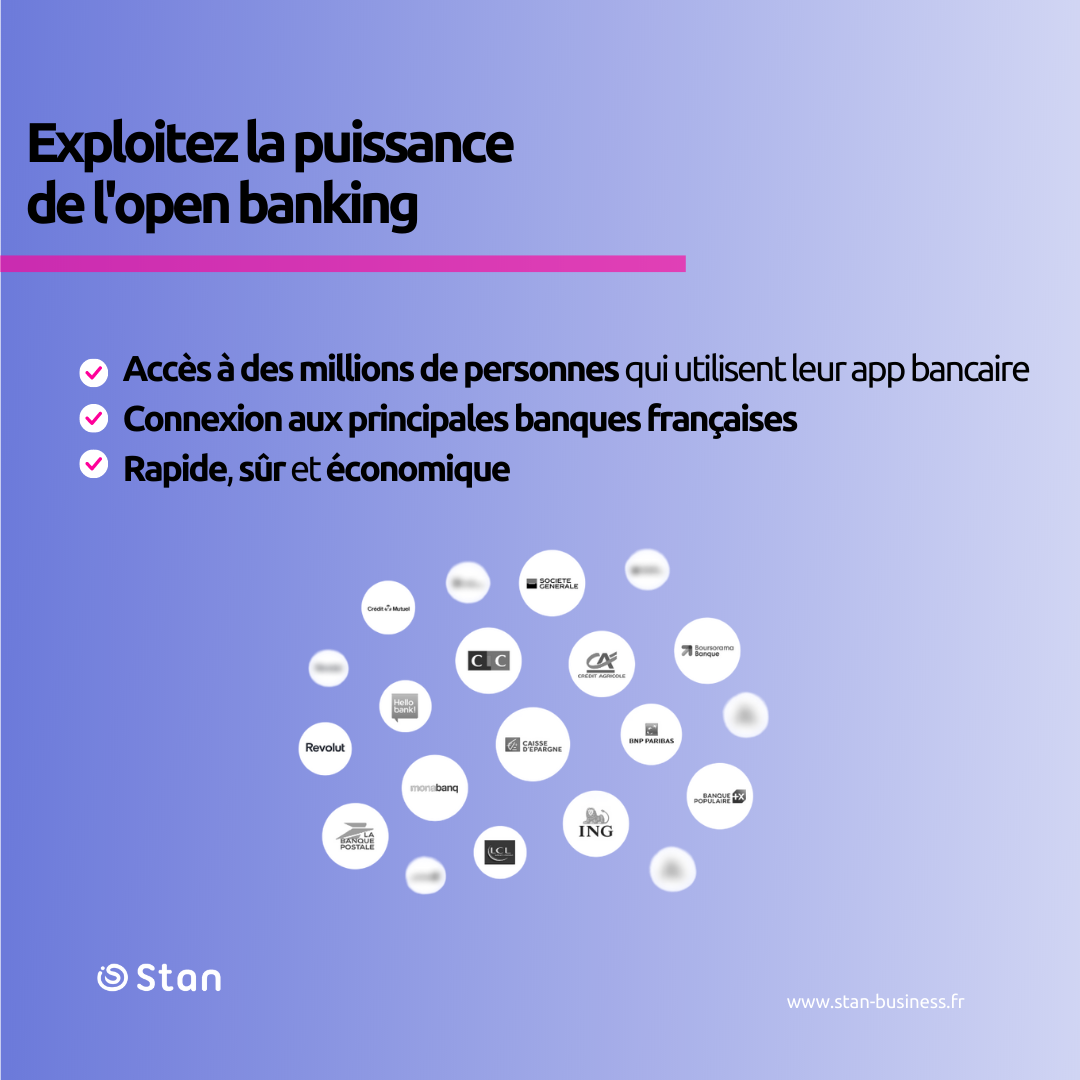 Exploitez la puissance
de l'open banking
Accès à des millions de personnes qui utilisent leur app bancaire
Connexion aux principales banques françaises
Rapide, sûr et économique
SOCIETE
GENERALE
Crédit Mutuel
CIC
CA
CRÉDIT AGRICOLE
Boursorama
Banque
Hello
bank!
Revolut
CAISSE
D'EPARGNE
BNP PARIBAS
monabanq
BANQUE
POPULAIRE
LA
BANQUE
POSTALE
LCL
ING
Stan
www.stan-business.fr